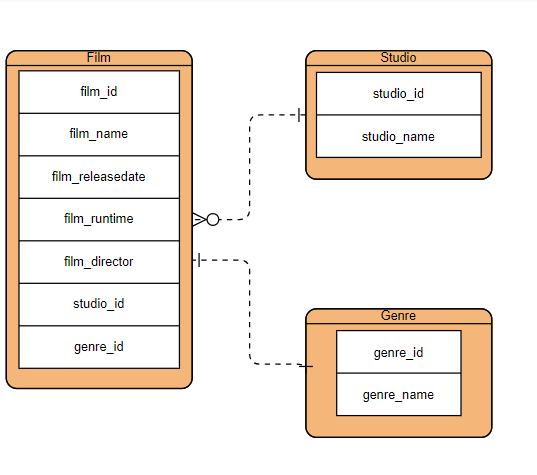 Film
film_id
film_name
film_releasedate
film_runtime
film_director
studio_id
genre_id
Studio
studio_id
studio_name
Genre
genre_id
genre_name